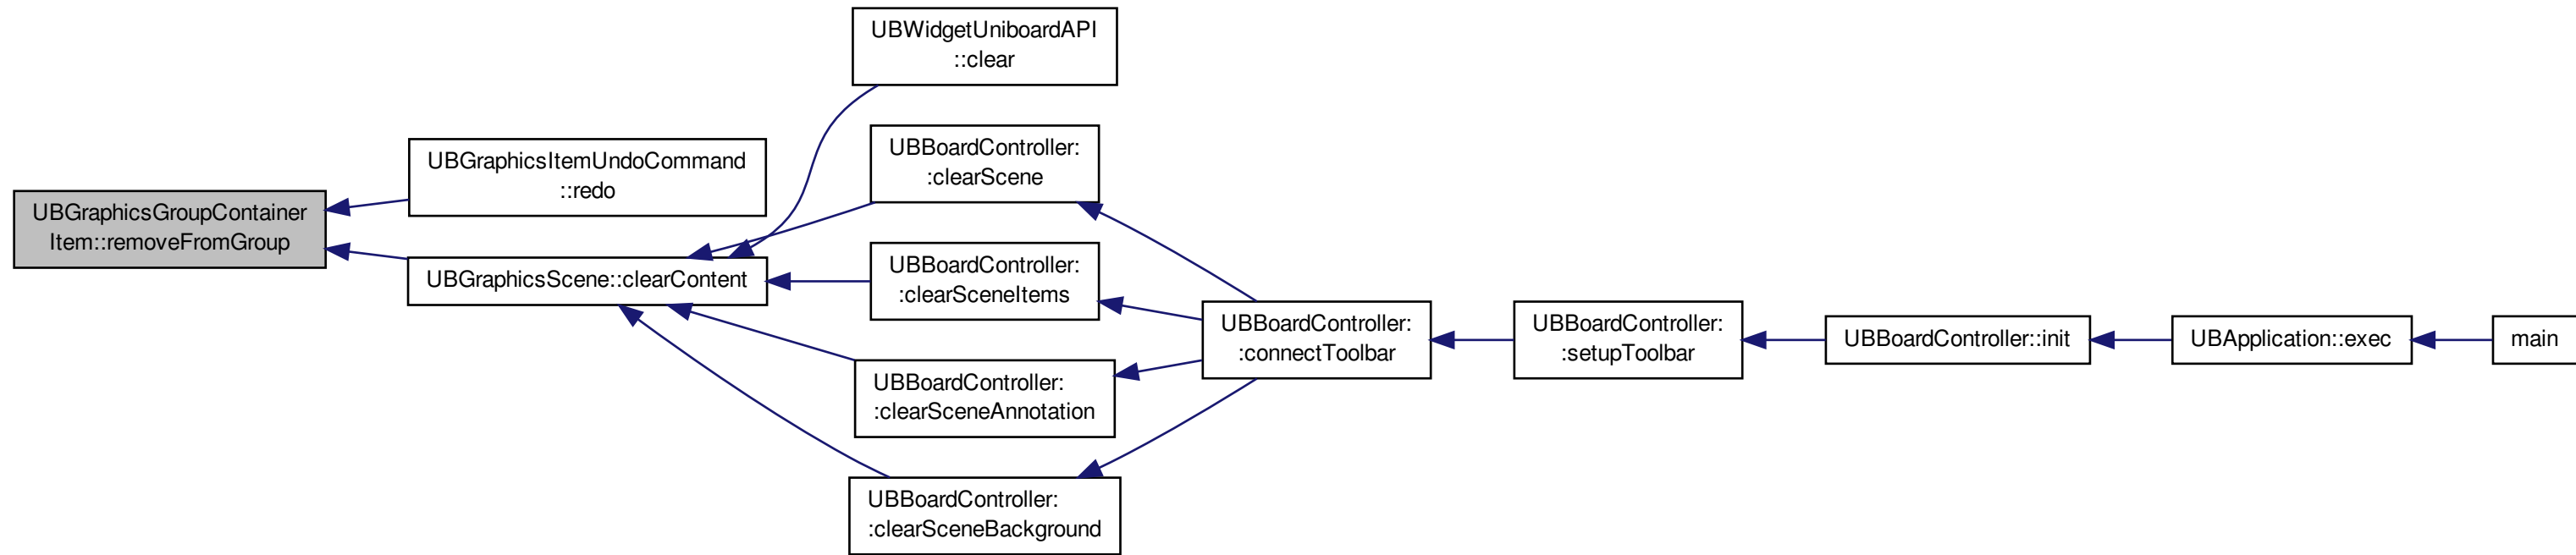 UBGraphicsGroupContainer
Item::removeFromGroup
UBGraphicsItemUndoCommand
::redo
UBGraphicsScene::clearContent
UBWidgetUniboardAPI
::clear
UBBoardController:
:clearScene
UBBoardController:
:clearSceneItems
UBBoardController:
:clearSceneAnnotation
UBBoardController:
:clearSceneBackground
UBBoardController:
:connectToolbar
UBBoardController:
:setupToolbar
UBBoardController::init
UBApplication::exec
main